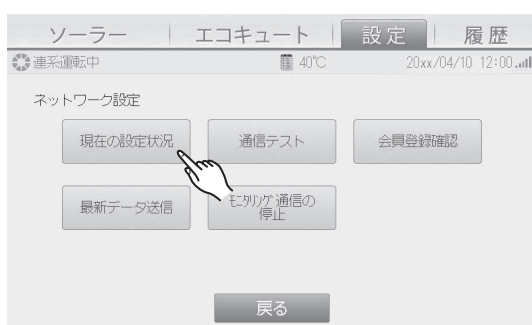 ソーラー エコキュート 設定 履歴
連系運転中 40℃ 20xx/04/10 12:00
ネットワーク設定
現在の設定状況 通信テスト 会員登録確認
最新データ送信 ﾓﾆﾀﾘﾝｸﾞ通信の
停止
戻る